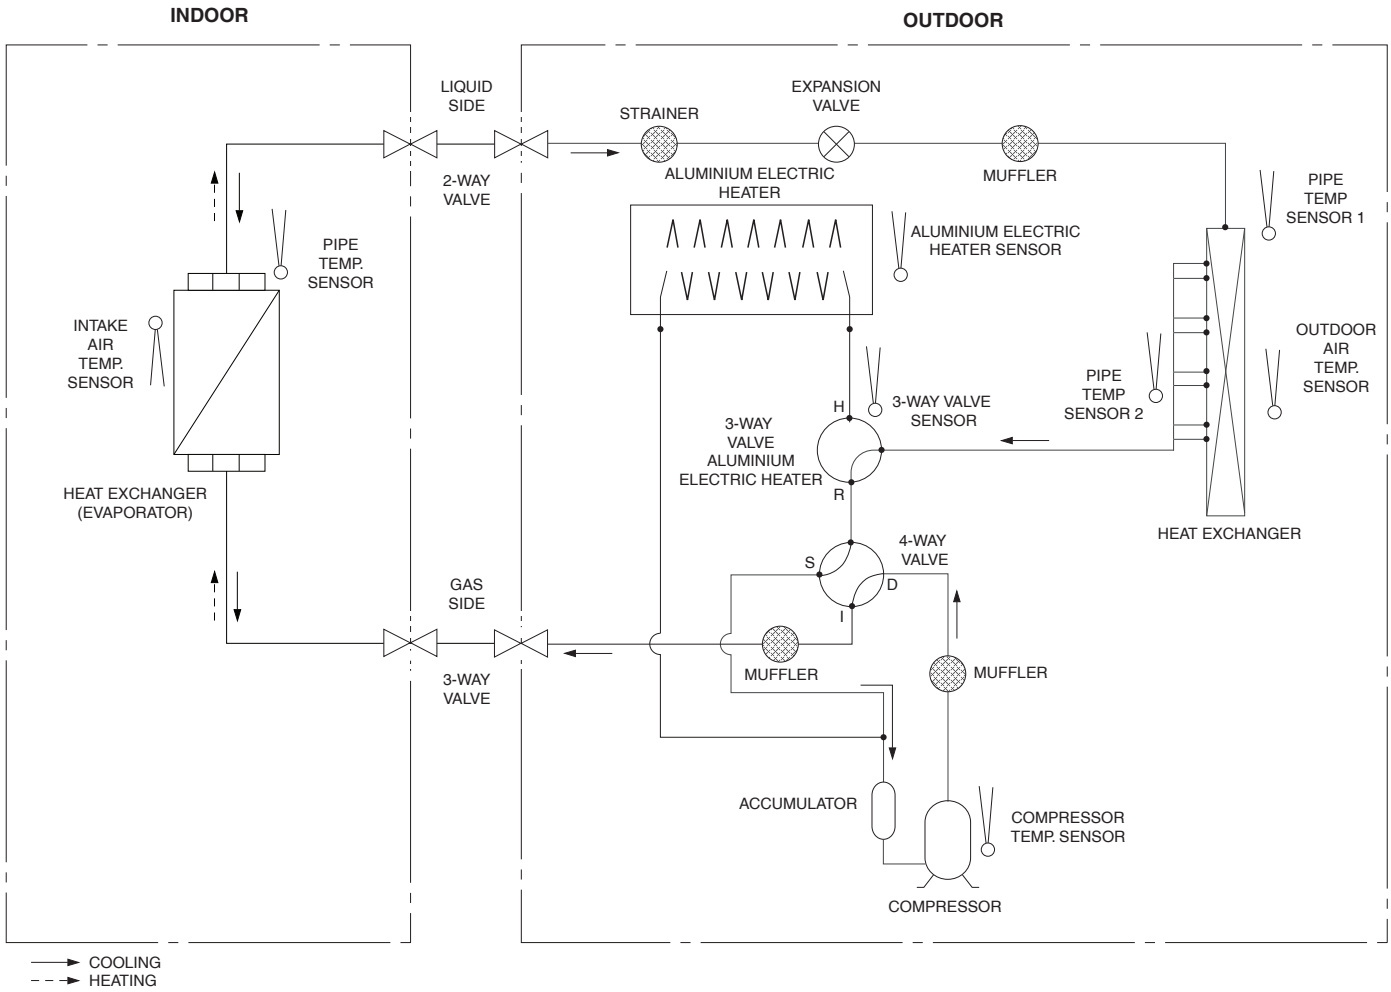 INDOOR
OUTDOOR
LIQUID
SIDE
2-WAY
VALVE
STRAINER
EXPANSION
VALVE
MUFFLER
PIPE
TEMP
SENSOR 1
ALUMINIUM ELECTRIC
HEATER
ALUMINIUM ELECTRIC
HEATER SENSOR
PIPE
TEMP.
SENSOR
INTAKE
AIR
TEMP.
SENSOR
OUTDOOR
AIR
TEMP.
SENSOR
PIPE
TEMP
SENSOR 2
H
3-WAY VALVE
SENSOR
3-WAY
VALVE
ALUMINIUM
ELECTRIC HEATER
R
HEAT EXCHANGER
(EVAPORATOR)
HEAT EXCHANGER
4-WAY
VALVE
S
D
I
GAS
SIDE
3-WAY
VALVE
MUFFLER
MUFFLER
ACCUMULATOR
COMPRESSOR
TEMP. SENSOR
COMPRESSOR
COOLING
HEATING